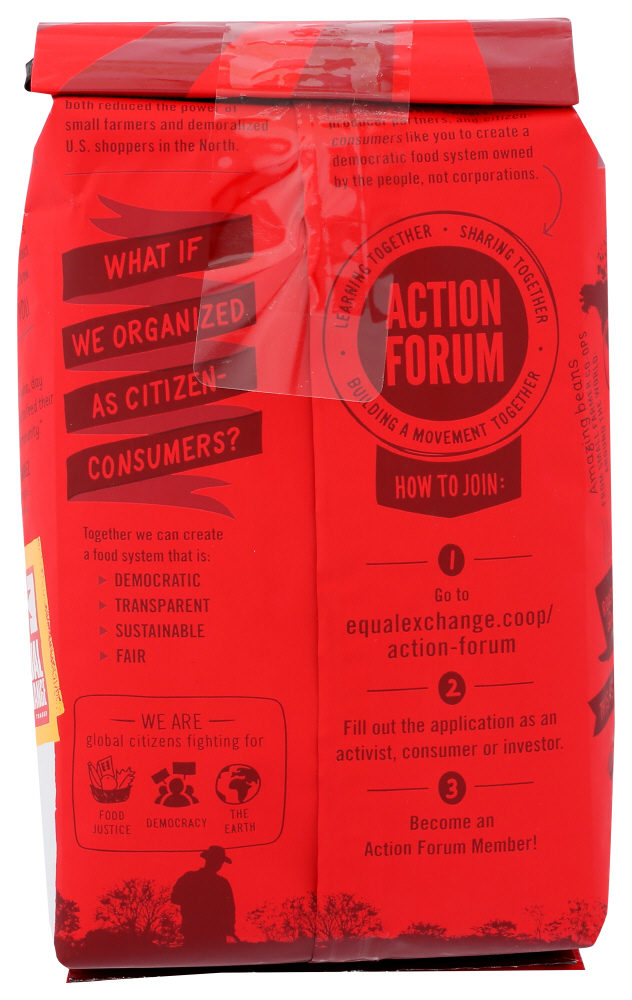 both reduced the power of
small farmers and demoralized
U.S. shoppers in the North.
WHAT IF
WE ORGANIZED
AS CITIZEN-
CONSUMERS?
Together we can create
a food system that is:
DEMOCRATIC
TRANSPARENT
SUSTAINABLE
FAIR
WE ARE
global citizens fighting for
FOOD
JUSTICE
DEMOCRACY
THE
EARTH
producer partners, and citizen
consumers like you to create a
democratic food system owned
by the people, not corporations.
LEARNING TOGETHER • SHARING TOGETHER
• BUILDING A MOVEMENT TOGETHER •
ACTION
FORUM
HOW TO JOIN:
1
Go to
equalexchange.coop/
action-forum
2
Fill out the application as an
activist, consumer or investor.
3
Become an
Action Forum Member!
Amazing beans